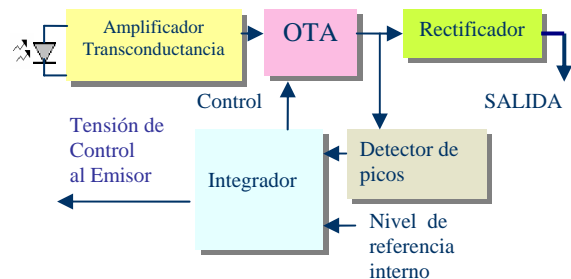 Amplificador
Transconductancia
OTA
Rectificador
Control
SALIDA
Tensión de
Control
al Emisor
Integrador
Detector de
picos
Nivel de
referencia
interno